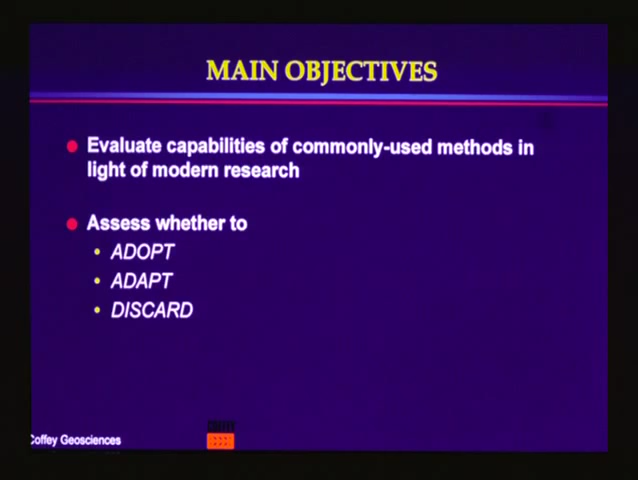 MAIN OBJECTIVES
Evaluate capabilities of commonly-used methods in
light of modern research
Assess whether to
ADOPT
ADAPT
DISCARD
COFFEY
Coffey Geosciences